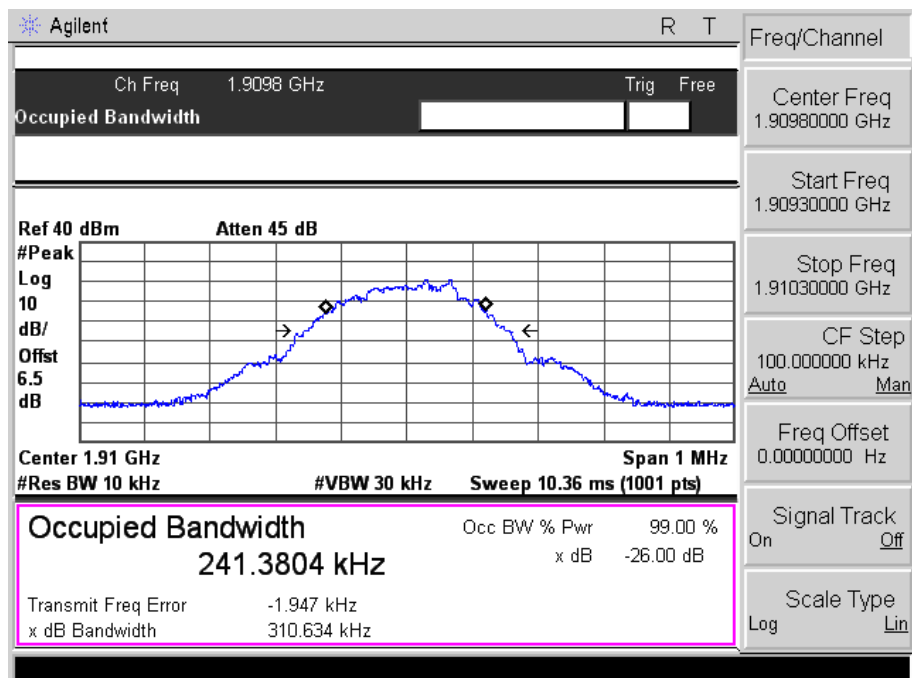 Agilent R T
Freq/Channel
Ch Freq 1.9098 GHz Trig Free
Occupied Bandwidth
Center Freq
1.90980000 GHz
Start Freq
1.90930000 GHz
Stop Freq
1.91030000 GHz
CF Step
100.000000 kHz
Auto Man
Freq Offset
0.00000000 Hz
Signal Track
On Off
Scale Type
Log Lin
Ref 40 dBm Atten 45 dB
#Peak
Log
10
dB/
Offst
6.5
dB
Center 1.91 GHz Span 1 MHz
#Res BW 10 kHz #VBW 30 kHz Sweep 10.36 ms (1001 pts)
Occupied Bandwidth
241.3804 kHz
Occ BW % Pwr 99.00 %
x dB -26.00 dB
Transmit Freq Error -1.947 kHz
x dB Bandwidth 310.634 kHz